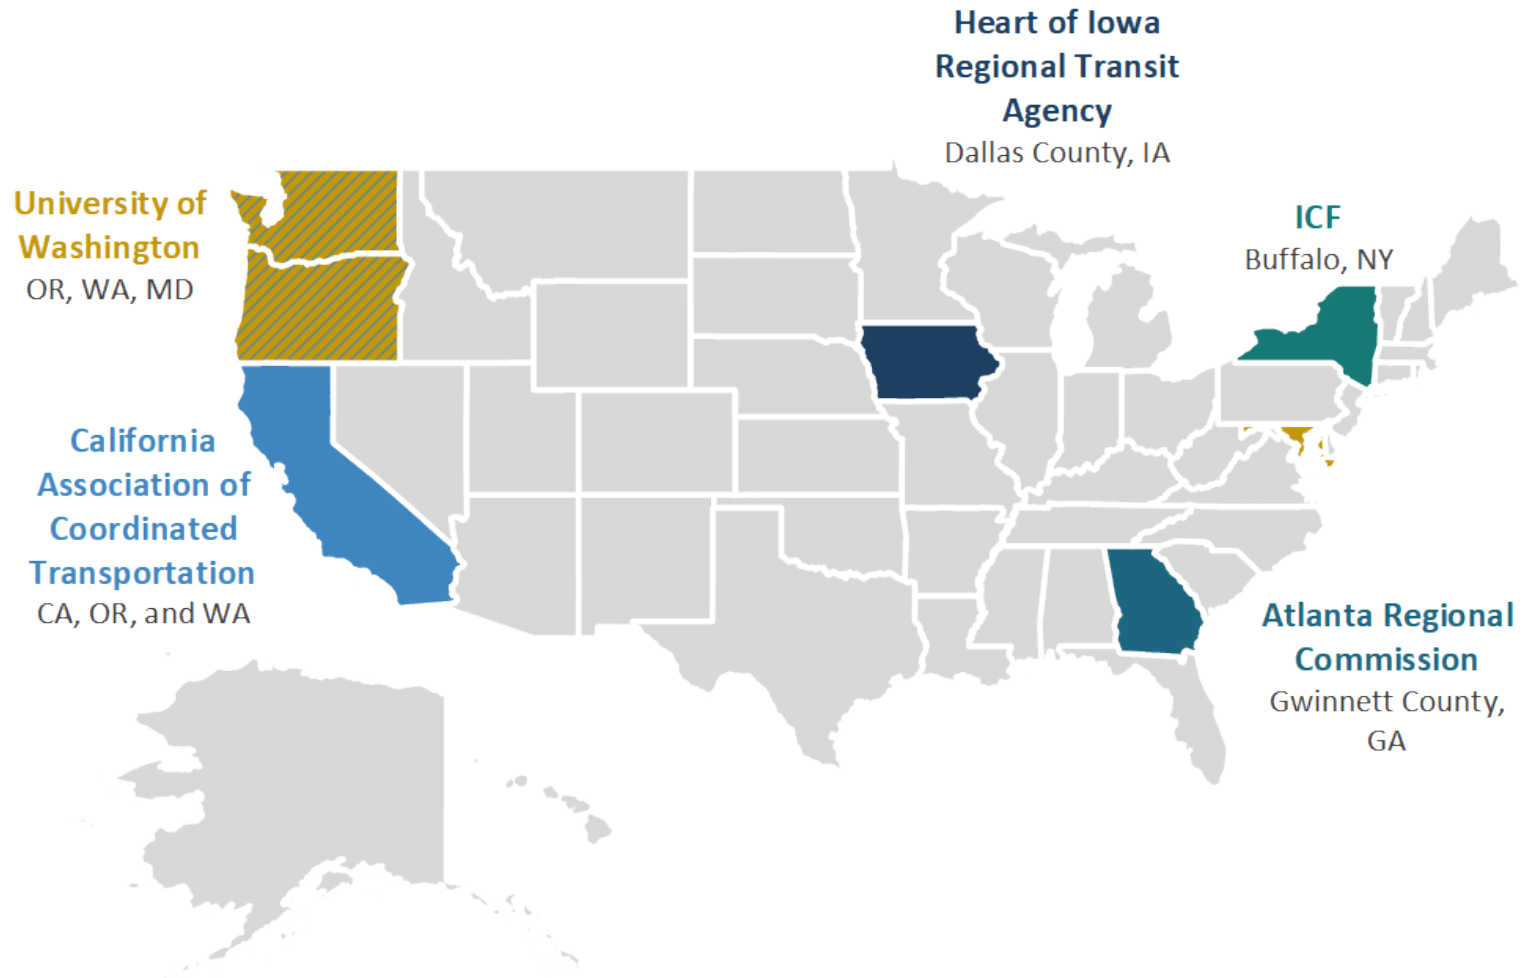 Heart of Iowa
Regional Transit
Agency
Dallas County, IA
University of
Washington
OR, WA, MD
ICF
Buffalo, NY
California
Association of
Coordinated
Transportation
CA, OR, and WA
Atlanta Regional
Commission
Gwinnett County,
GA